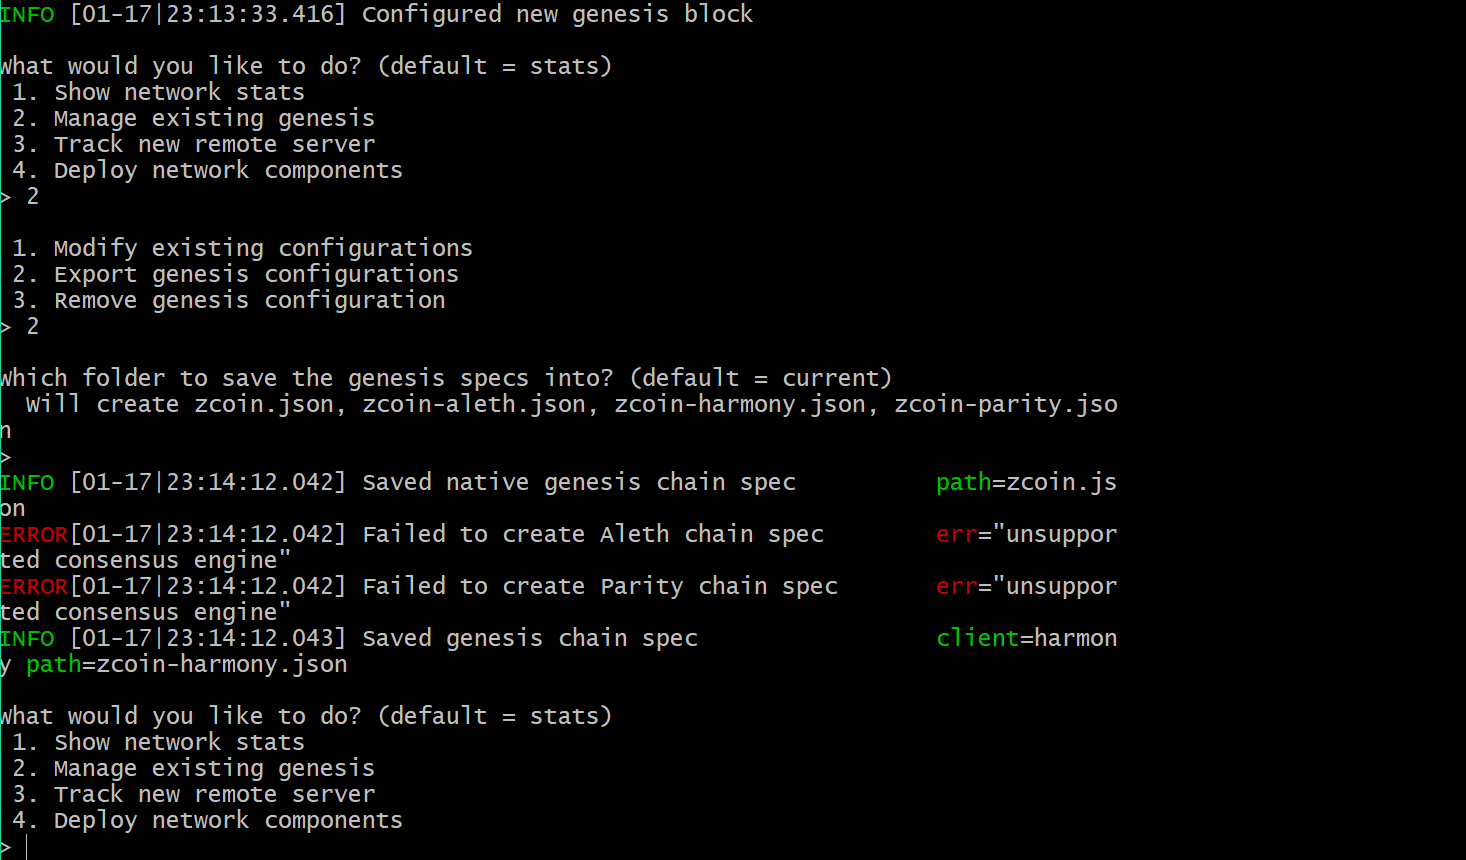 INFO [01-17|23:13:33.416] Configured new genesis block
What would you like to do? (default = stats)
1. Show network stats
2. Manage existing genesis
3. Track new remote server
4. Deploy network components
> 2
1. Modify existing configurations
2. Export genesis configurations
3. Remove genesis configuration
> 2
Which folder to save the genesis specs into? (default = current)
Will create zcoin.json, zcoin-aleth.json, zcoin-harmony.json, zcoin-parity.jso
n
>
INFO [01-17|23:14:12.042] Saved native genesis chain spec path=zcoin.js
on
ERROR[01-17|23:14:12.042] Failed to create Aleth chain spec err="unsuppor
ted consensus engine"
ERROR[01-17|23:14:12.042] Failed to create Parity chain spec err="unsuppor
ted consensus engine"
INFO [01-17|23:14:12.043] Saved genesis chain spec client=harmon
y path=zcoin-harmony.json
What would you like to do? (default = stats)
1. Show network stats
2. Manage existing genesis
3. Track new remote server
4. Deploy network components
>